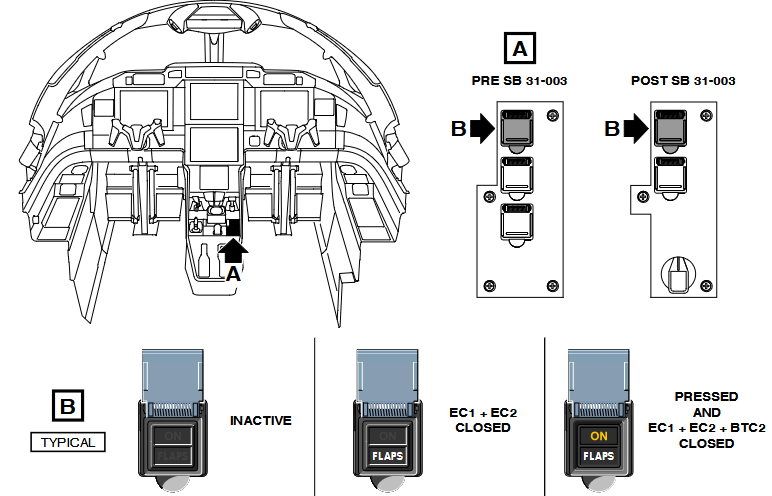 A
PRE SB 31-003
POST SB 31-003
B
B
A
B
TYPICAL
ON
FLAPS
INACTIVE
ON
FLAPS
EC1 + EC2
CLOSED
ON
FLAPS
PRESSED
AND
EC1 + EC2 + BTC2
CLOSED